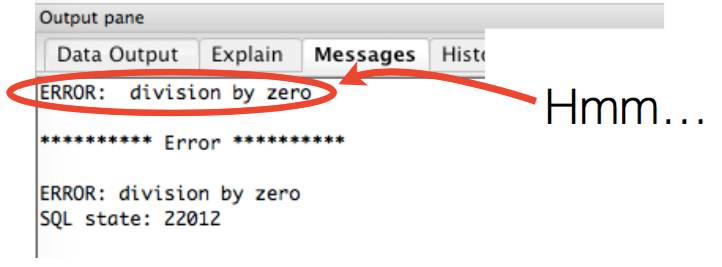 Output pane
Data Output Explain Messages Histo
ERROR:  division by zero
Hmm...
********** Error **********
ERROR: division by zero
SQL state: 22012